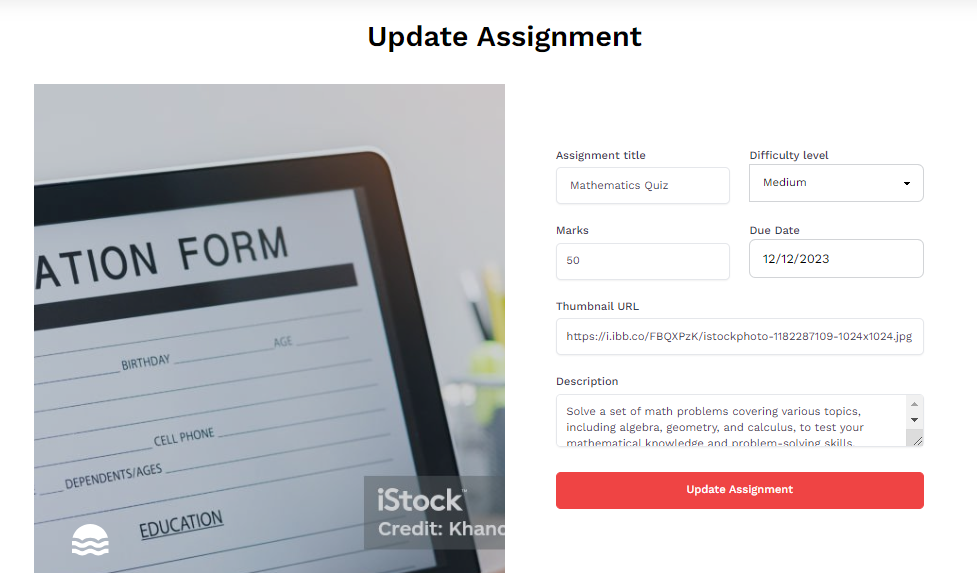 Update Assignment
ATION FORM
BIRTHDAY
AGE
CELL PHONE
DEPENDENTS/AGES
EDUCATION
iStock™
Credit: Khano
Assignment title
Difficulty level
Mathematics Quiz
Medium
Marks
Due Date
50
12/12/2023
Thumbnail URL
https://i.ibb.co/FBQXPzK/istockphoto-1182287109-1024x1024.jpg
Description
Solve a set of math problems covering various topics,
including algebra, geometry, and calculus, to test your
mathematical knowledge and problem-solving skills.
Update Assignment